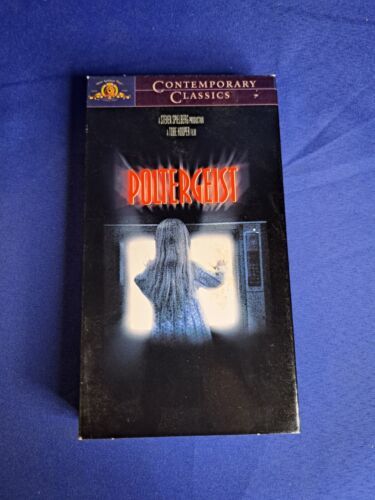 CONTEMPORARY
CLASSICS
A STEVEN SPIELBERG PRODUCTION
A TOBE HOOPER FILM
POLTERGEIST